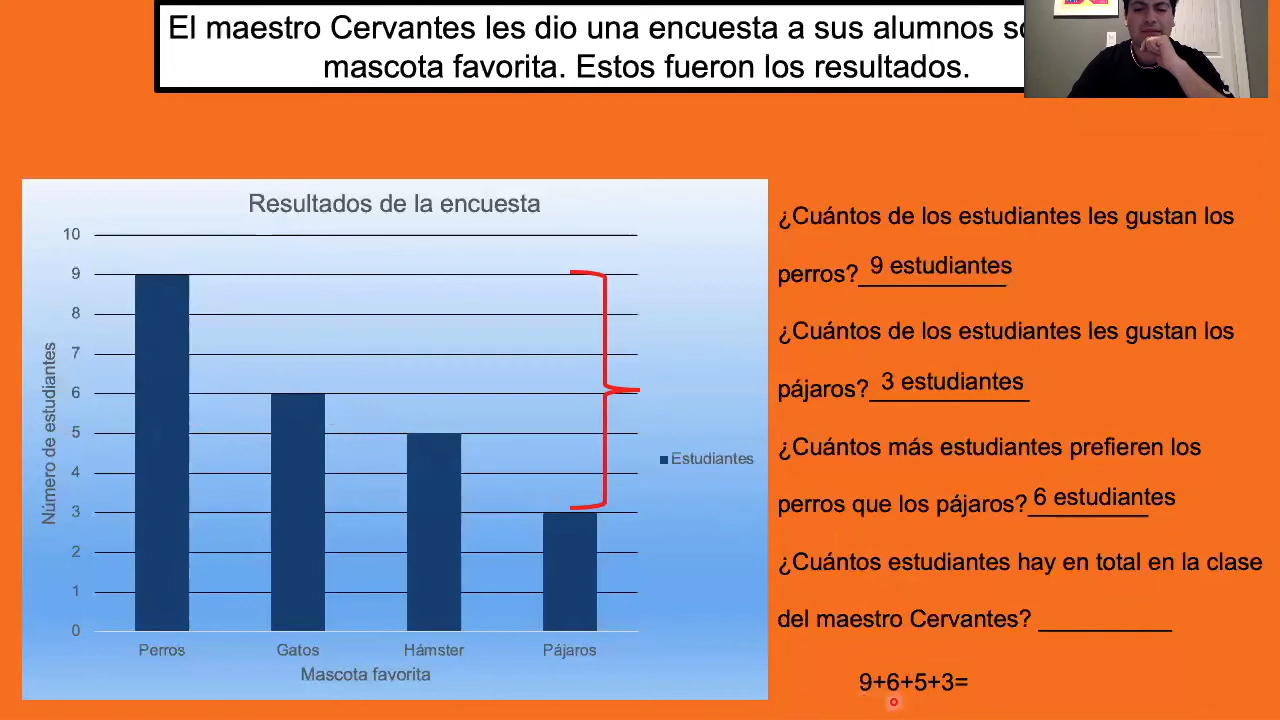 El maestro Cervantes les dio una encuesta a sus alumnos
mascota favorita. Estos fueron los resultados.
Resultados de la encuesta
10
9
8
7
6
5
4
3
2
1
0
Número de estudiantes
Perros Gatos Hámster Pájaros
Mascota favorita
Estudiantes
¿Cuántos de los estudiantes les gustan los
perros? 9 estudiantes
¿Cuántos de los estudiantes les gustan los
pájaros? 3 estudiantes
¿Cuántos más estudiantes prefieren los
perros que los pájaros? 6 estudiantes
¿Cuántos estudiantes hay en total en la clase
del maestro Cervantes? ___________
9+6+5+3=